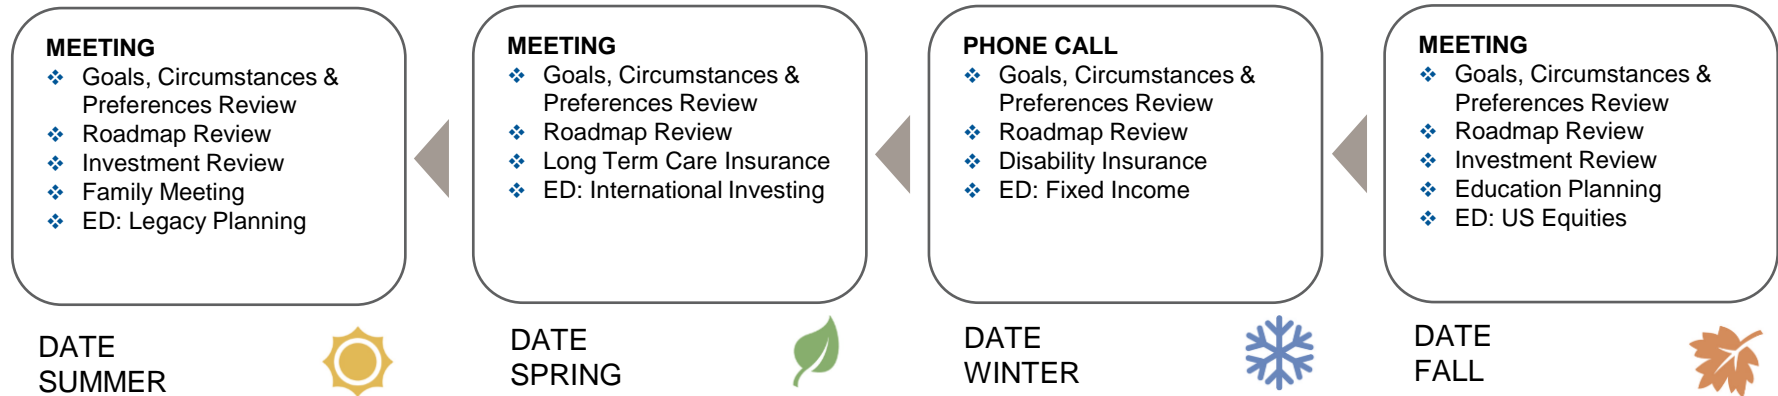 MEETING
Goals, Circumstances &
Preferences Review
Roadmap Review
Investment Review
Family Meeting
ED: Legacy Planning
DATE
SUMMER
MEETING
Goals, Circumstances &
Preferences Review
Roadmap Review
Long Term Care Insurance
ED: International Investing
DATE
SPRING
PHONE CALL
Goals, Circumstances &
Preferences Review
Roadmap Review
Disability Insurance
ED: Fixed Income
DATE
WINTER
MEETING
Goals, Circumstances &
Preferences Review
Roadmap Review
Investment Review
Education Planning
ED: US Equities
DATE
FALL